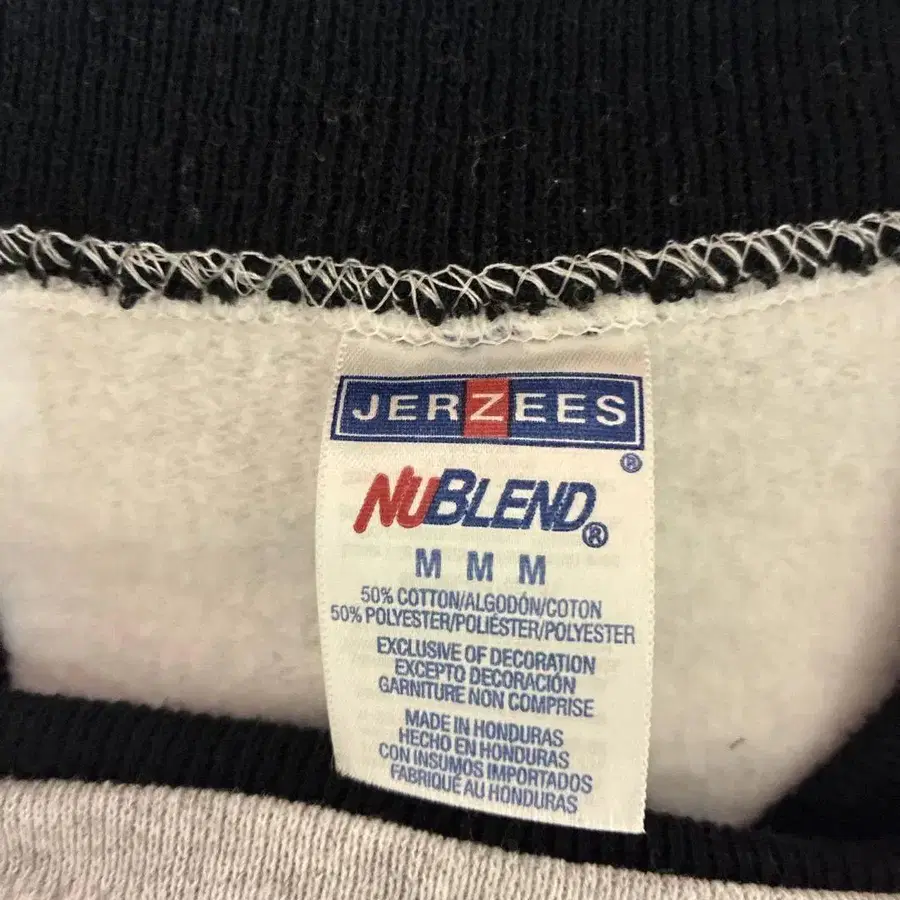 JERZEES
®
NUBLEND®
M M M
50% COTTON/ALGODÓN/COTON
50% POLYESTER/POLIÉSTER/POLYESTER
EXCLUSIVE OF DECORATION
EXCEPTO DECORACIÓN
GARNITURE NON COMPRISE
MADE IN HONDURAS
HECHO EN HONDURAS
CON INSUMOS IMPORTADOS
FABRIQUÉ AU HONDURAS